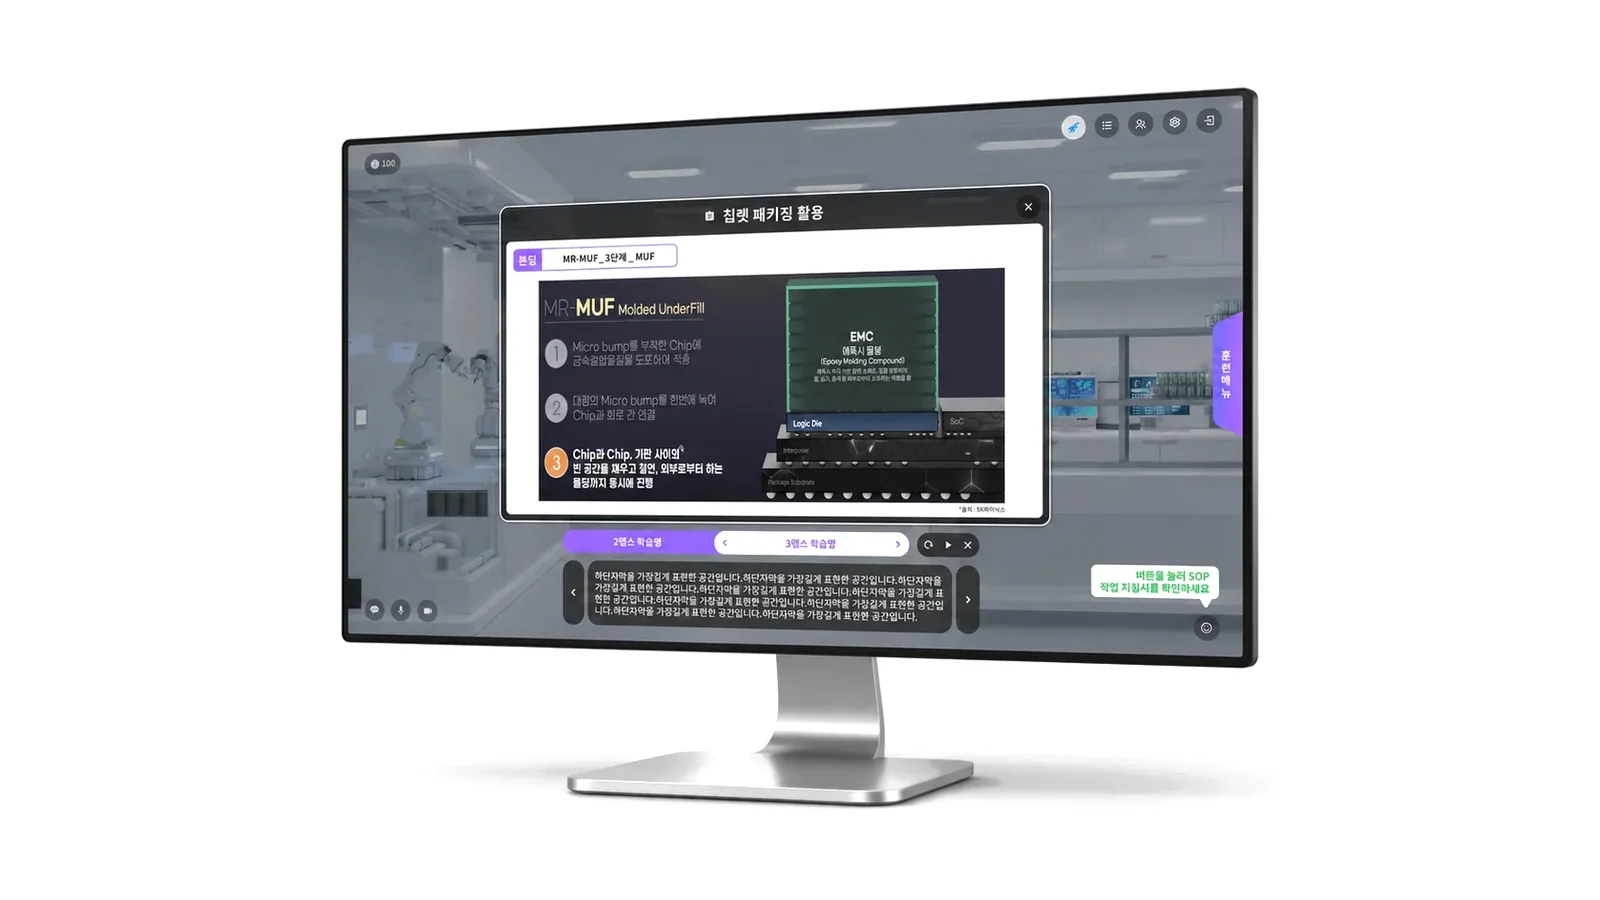 100
칩렛 패키징 활용
본딩
MR-MUF_3단계_MUF
MR-MUF Molded UnderFill
1
Micro bump를 부착한 Chip에
금속결합물질을 도포하여 적층
2
대량의 Micro bump를 한번에 녹여
Chip과 회로 간 연결
3
Chip과 Chip, 기판 사이의
빈 공간을 채우고 절연, 외부로부터 하는
몰딩까지 동시에 진행
EMC
에폭시 몰딩
(Epoxy Molding Compound)
Logic Die
SoC
Interposer
Package Substrate
*출처 : SK하이닉스
훈련메뉴
2뎁스 학습명
3뎁스 학습명
하단자막을 가장길게 표현한 공간입니다.하단자막을 가장길게 표현한 공간입니다.하단자막을
가장길게 표현한 공간입니다.하단자막을 가장길게 표현한 공간입니다.하단자막을 가장길게 표
현한 공간입니다.하단자막을 가장길게 표현한 공간입니다.하단자막을 가장길게 표현한 공간입
니다.하단자막을 가장길게 표현한 공간입니다.하단자막을 가장길게 표현한 공간입니다.
버튼을 눌러 SOP
작업 지침서를 확인하세요